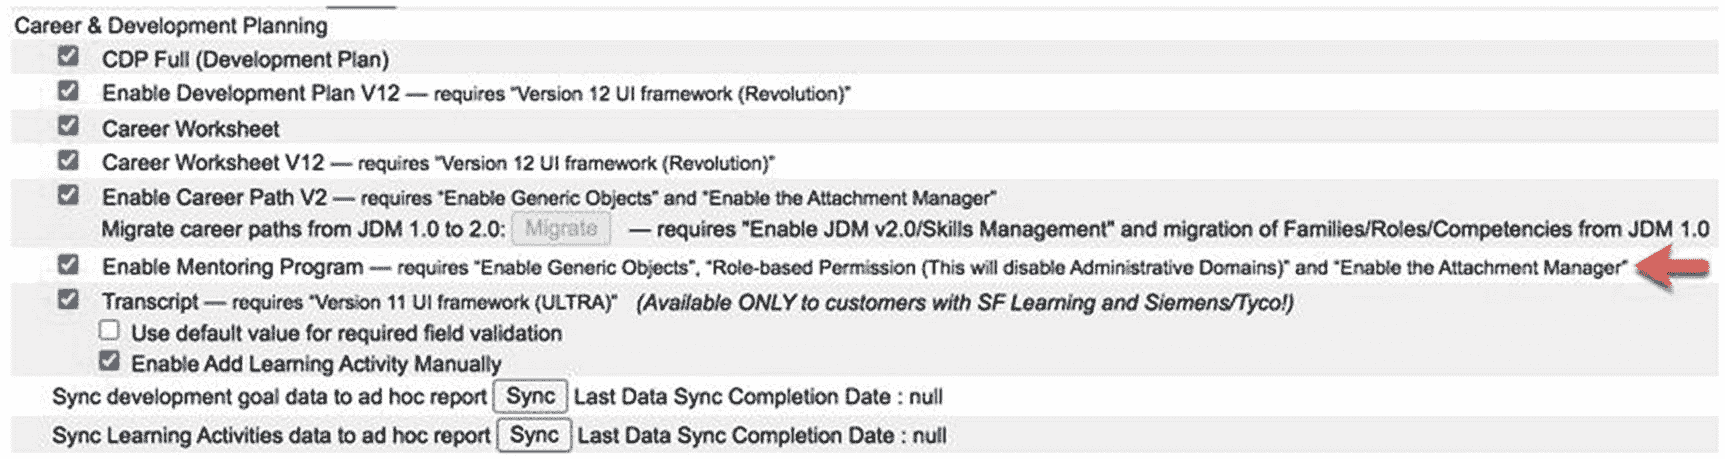 Career & Development Planning
CDP Full (Development Plan)
Enable Development Plan V12 — requires "Version 12 UI framework (Revolution)"
Career Worksheet
Career Worksheet V12 — requires "Version 12 UI framework (Revolution)"
Enable Career Path V2 — requires "Enable Generic Objects" and "Enable the Attachment Manager"
Migrate career paths from JDM 1.0 to 2.0: Migrate — requires "Enable JDM v2.0/Skills Management" and migration of Families/Roles/Competencies from JDM 1.0
Enable Mentoring Program — requires "Enable Generic Objects", "Role-based Permission (This will disable Administrative Domains)" and "Enable the Attachment Manager"
Transcript — requires "Version 11 UI framework (ULTRA)" (Available ONLY to customers with SF Learning and Siemens/Tyco!)
Use default value for required field validation
Enable Add Learning Activity Manually
Sync development goal data to ad hoc report Sync Last Data Sync Completion Date : null
Sync Learning Activities data to ad hoc report Sync Last Data Sync Completion Date : null